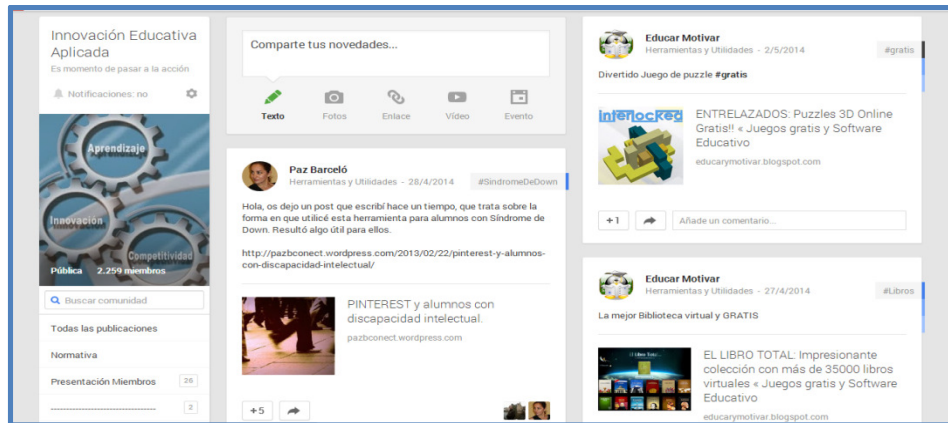 Innovación Educativa
Aplicada
Es momento de pasar a la acción
Notificaciones: no
Aprendizaje
Innovación
Competitividad
Pública 2.259 miembros
Buscar comunidad
Todas las publicaciones
Normativa
Presentación Miembros 26
------------------------------------ 2
Comparte tus novedades...
Texto Fotos Enlace Vídeo Evento
Paz Barceló
Herramientas y Utilidades - 28/4/2014 #SindromeDeDown
Hola, os dejo un post que escribí hace un tiempo, que trata sobre la
forma en que utilicé esta herramienta para alumnos con Síndrome de
Down. Resultó algo útil para ellos.
http://pazbconect.wordpress.com/2013/02/22/pinterest-y-alumnos-
con-discapacidad-intelectual/
PINTEREST y alumnos con
discapacidad intelectual.
pazbconect.wordpress.com
+5
Educar Motivar
Herramientas y Utilidades - 2/5/2014 #gratis
Divertido Juego de puzzle #gratis
interlocked
ENTRELAZADOS: Puzzles 3D Online
Gratis!! « Juegos gratis y Software
Educativo
educarymotivar.blogspot.com
+1 Añade un comentario...
Educar Motivar
Herramientas y Utilidades - 27/4/2014 #Libros
La mejor Biblioteca virtual y GRATIS
El Libro Total
EL LIBRO TOTAL: Impresionante
colección con más de 35000 libros
virtuales « Juegos gratis y Software
Educativo
educarymotivar.blogspot.com